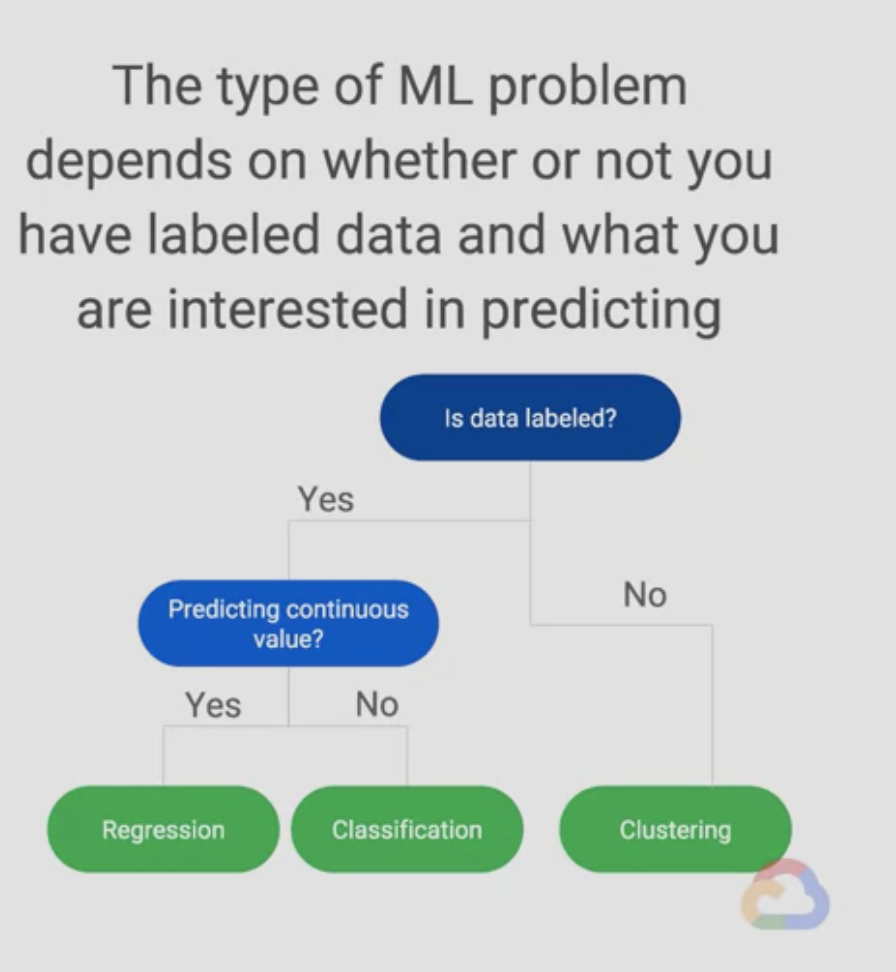 The type of ML problem
depends on whether or not you
have labeled data and what you
are interested in predicting
Is data labeled?
Yes
No
Predicting continuous
value?
Yes
No
Regression
Classification
Clustering